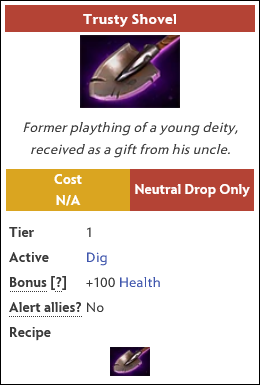 Trusty Shovel
Former plaything of a young deity,
received as a gift from his uncle.
Cost
N/A
Neutral Drop Only
Tier 1
Active Dig
Bonus [?] +100 Health
Alert allies? No
Recipe